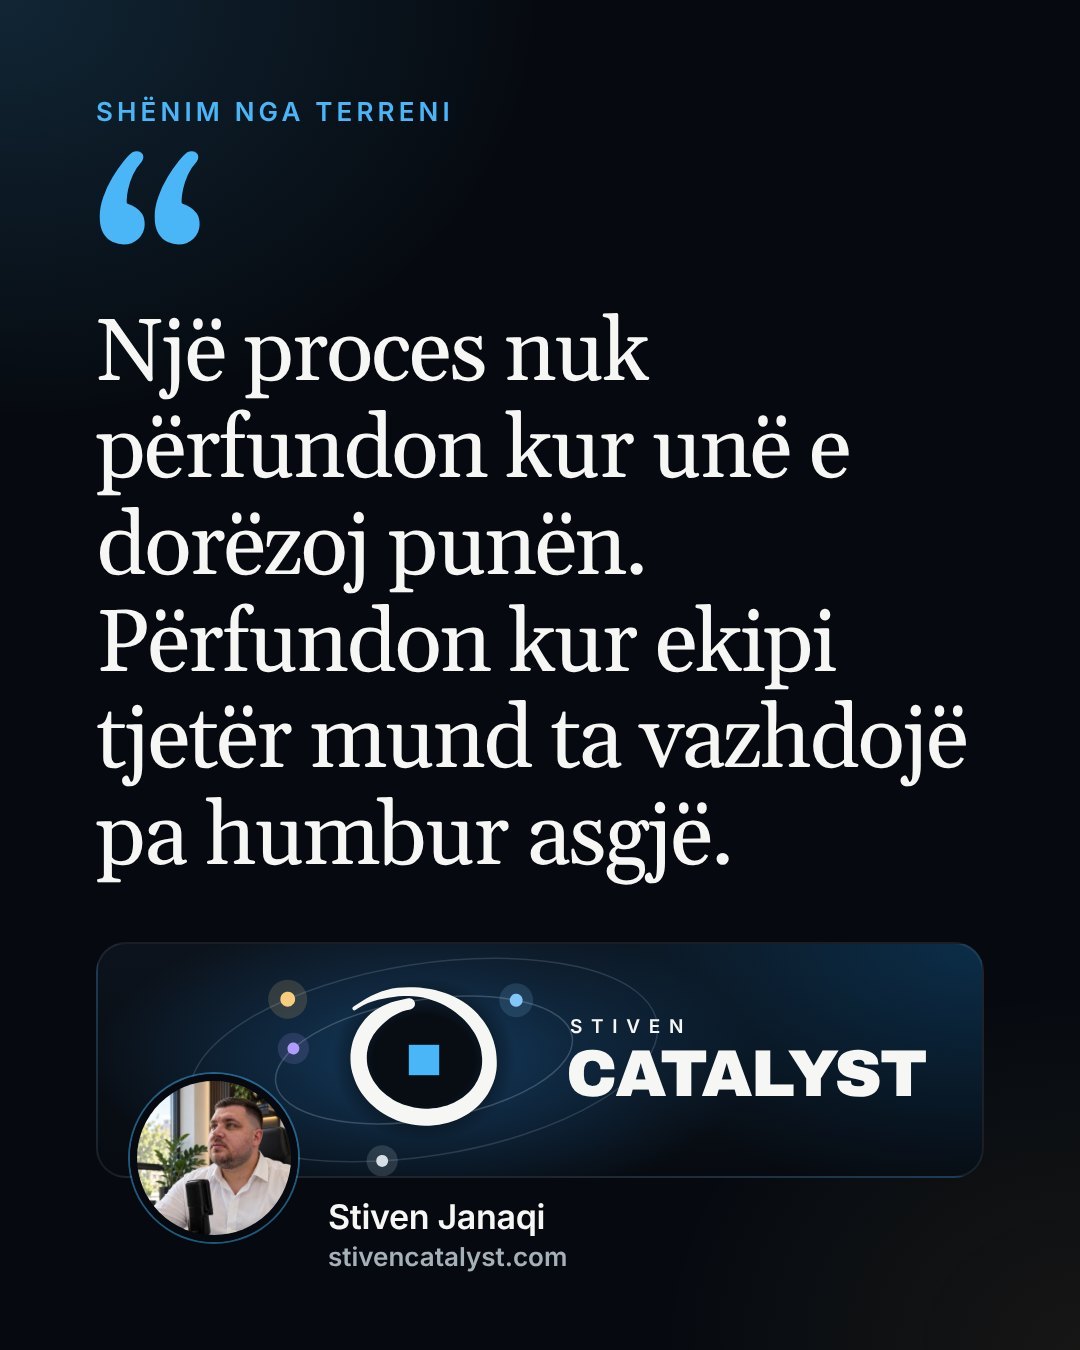 SHËNIM NGA TERRENI
“
Një proces nuk
përfundon kur unë e
dorëzoj punën.
Përfundon kur ekipi
tjetër mund ta vazhdojë
pa humbur asgjë.
STIVEN
CATALYST
Stiven Janaqi
stivencatalyst.com